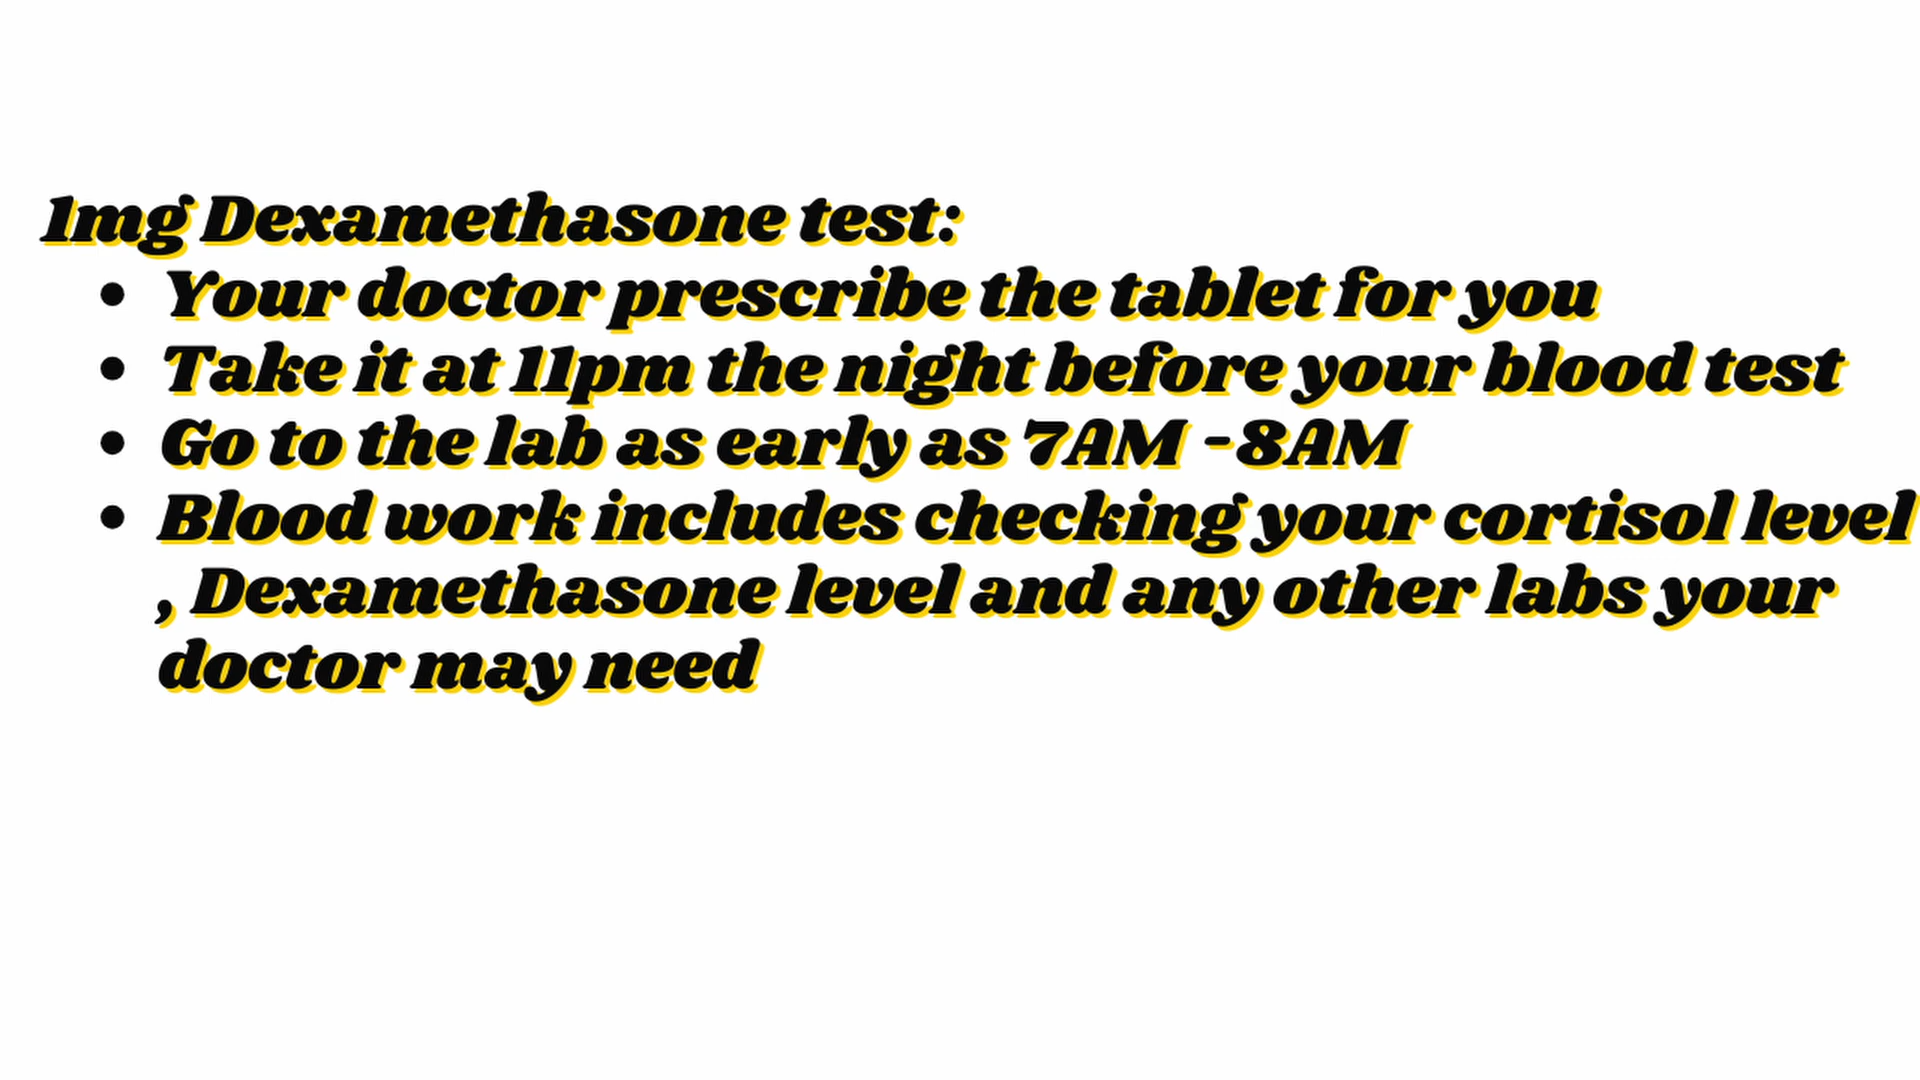 1mg Dexamethasone test:
• Your doctor prescribe the tablet for you
• Take it at 11pm the night before your blood test
• Go to the lab as early as 7AM -8AM
• Blood work includes checking your cortisol level
, Dexamethasone level and any other labs your
doctor may need